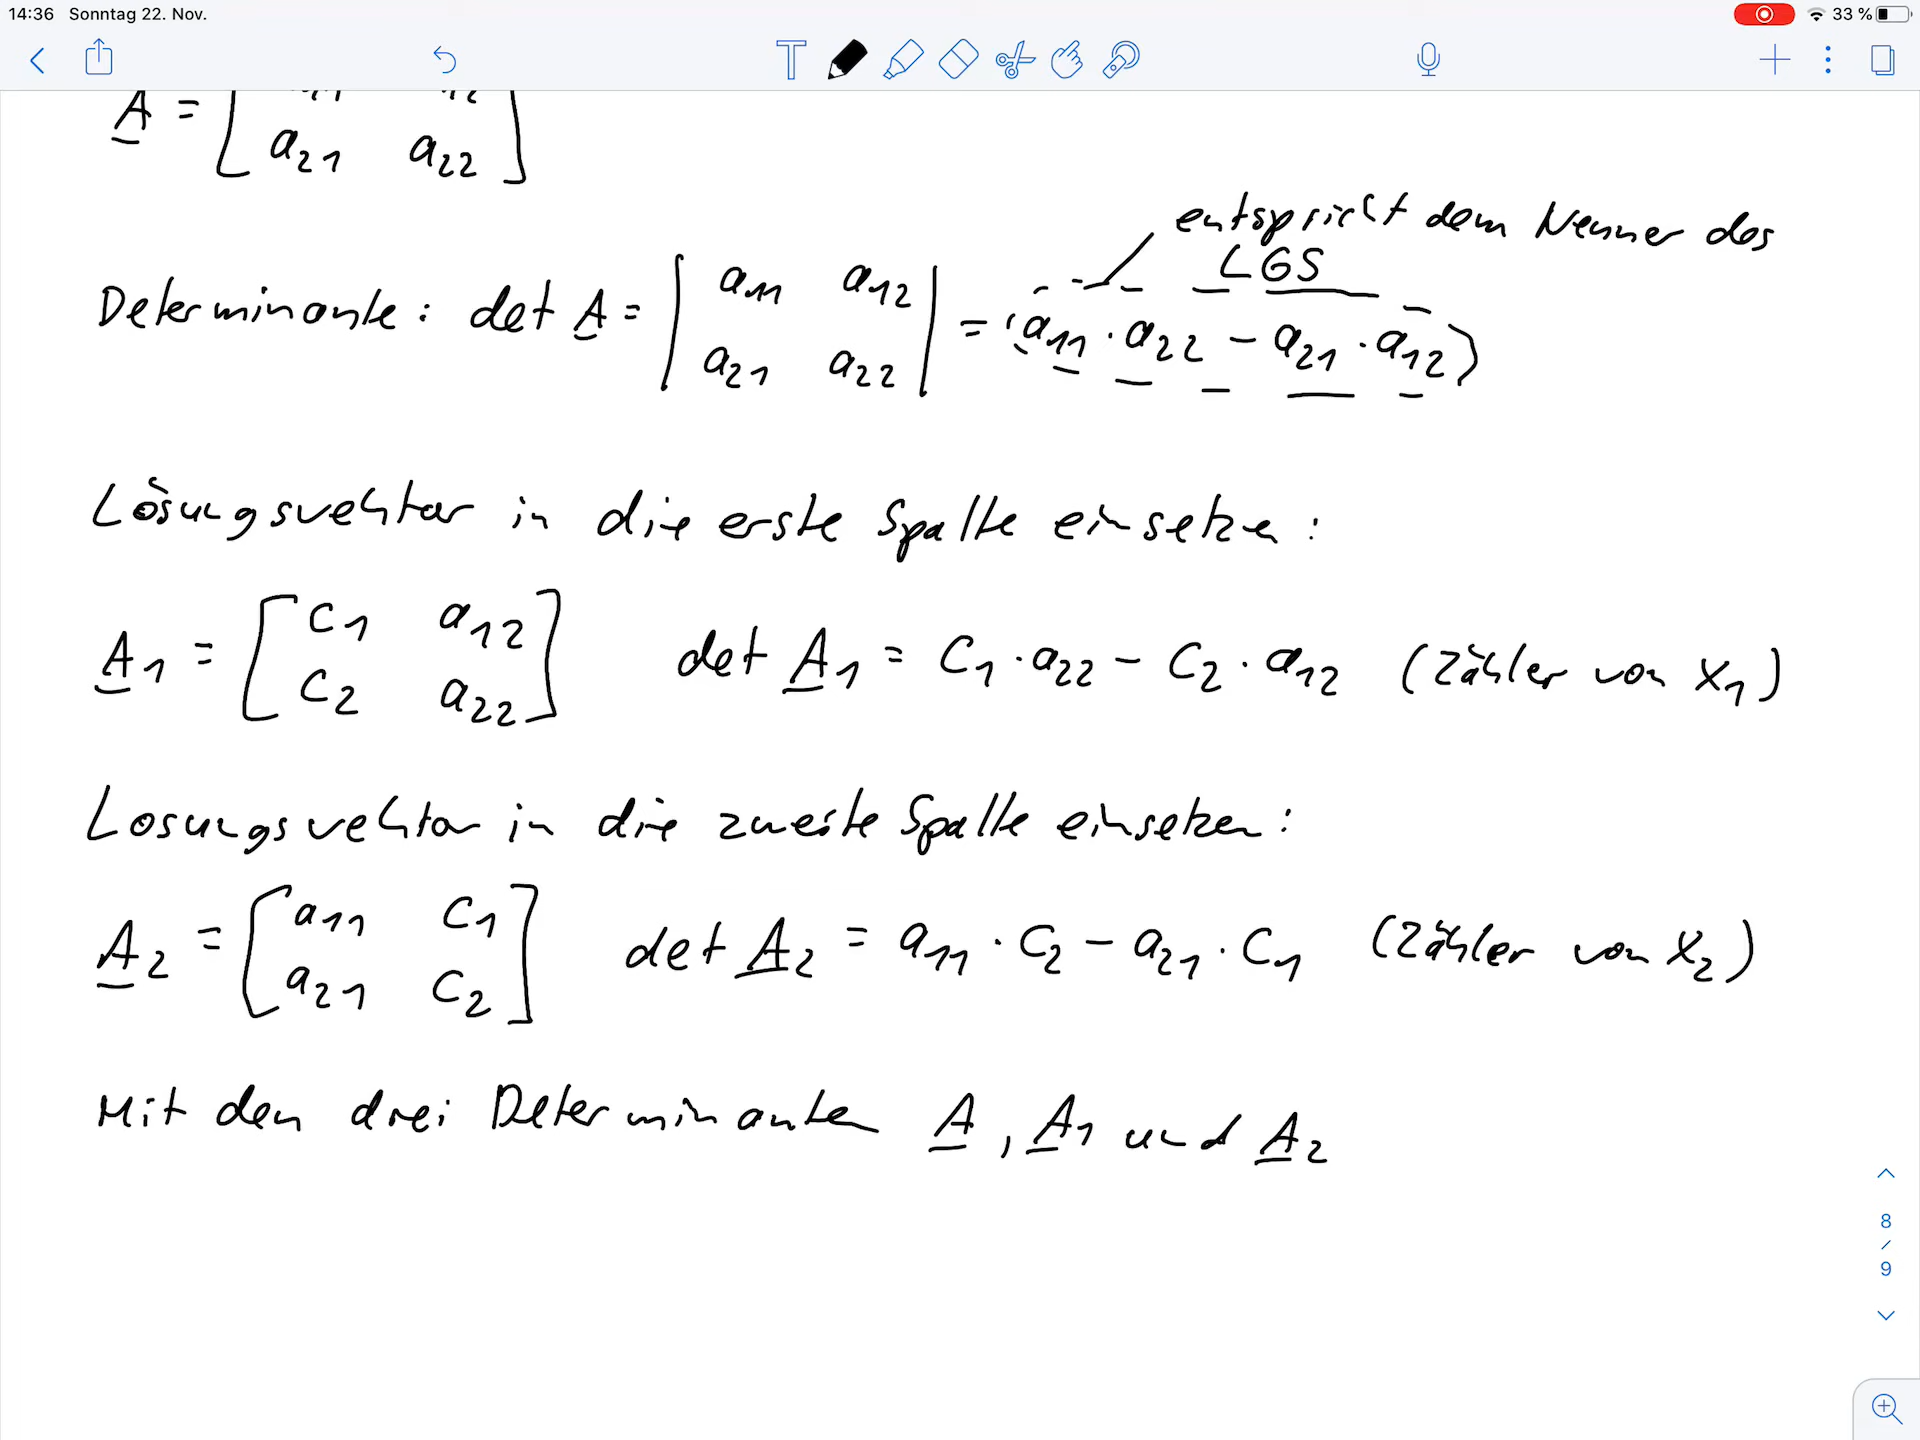 14:36 Sonntag 22. Nov. 33 %
A = [ a11 a12 ]
a21 a22
entspricht dem Nenner des
LGS
Determinante: det A = | a11 a12 | = (a11 · a22 - a21 · a12)
a21 a22
Lösungsvektor in die erste Spalte einsetzen:
A1 = [ c1 a12 ] det A1 = c1 · a22 - c2 · a12 (Zähler von x1)
c2 a22
Losungsvektor in die zweite Spalte einsetzen:
A2 = [ a11 c1 ] det A2 = a11 · c2 - a21 · c1 (Zähler von x2)
a21 c2
Mit den drei Determinanten A, A1 und A2
8
/
9